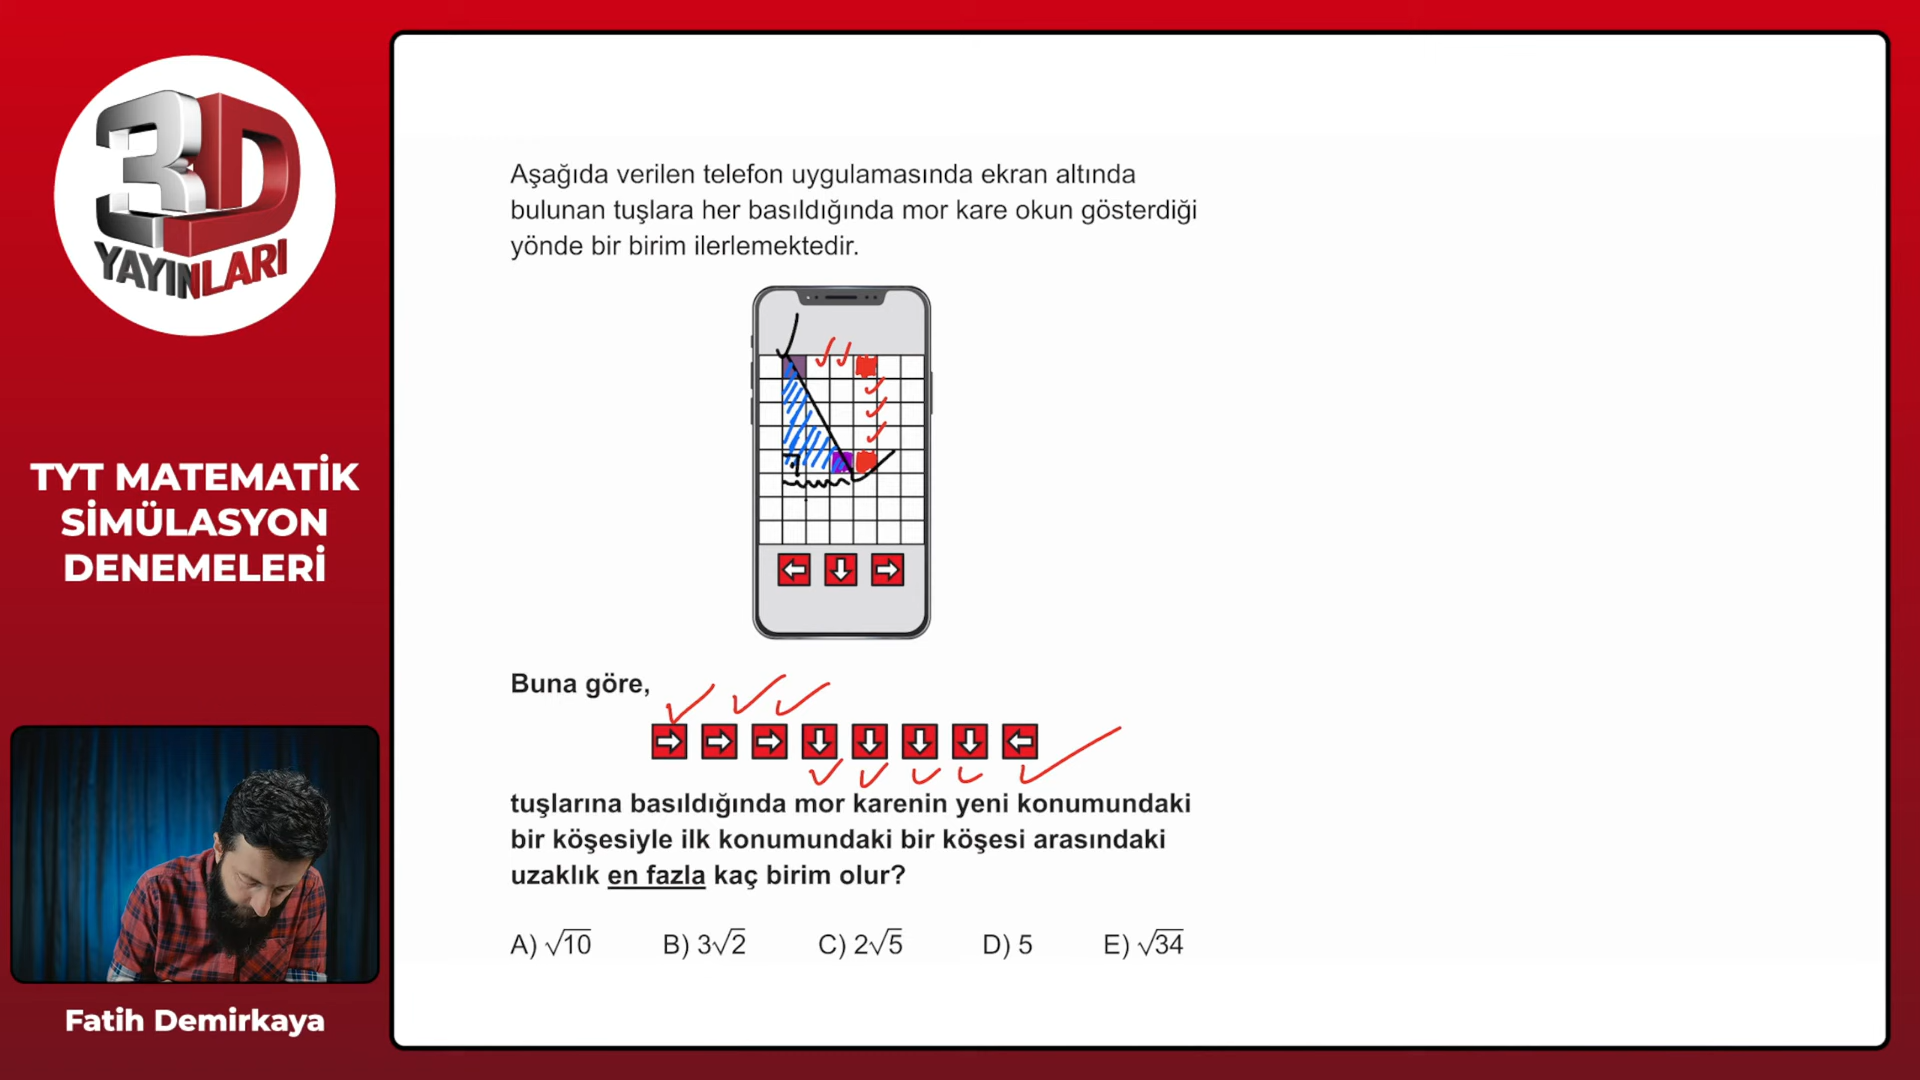 3D
YAYINLARI
TYT MATEMATİK
SİMÜLASYON
DENEMELERİ
Fatih Demirkaya
Aşağıda verilen telefon uygulamasında ekran altında
bulunan tuşlara her basıldığında mor kare okun gösterdiği
yönde bir birim ilerlemektedir.
Buna göre,
tuşlarına basıldığında mor karenin yeni konumundaki
bir köşesiyle ilk konumundaki bir köşesi arasındaki
uzaklık en fazla kaç birim olur?
A) √10 B) 3√2 C) 2√5 D) 5 E) √34